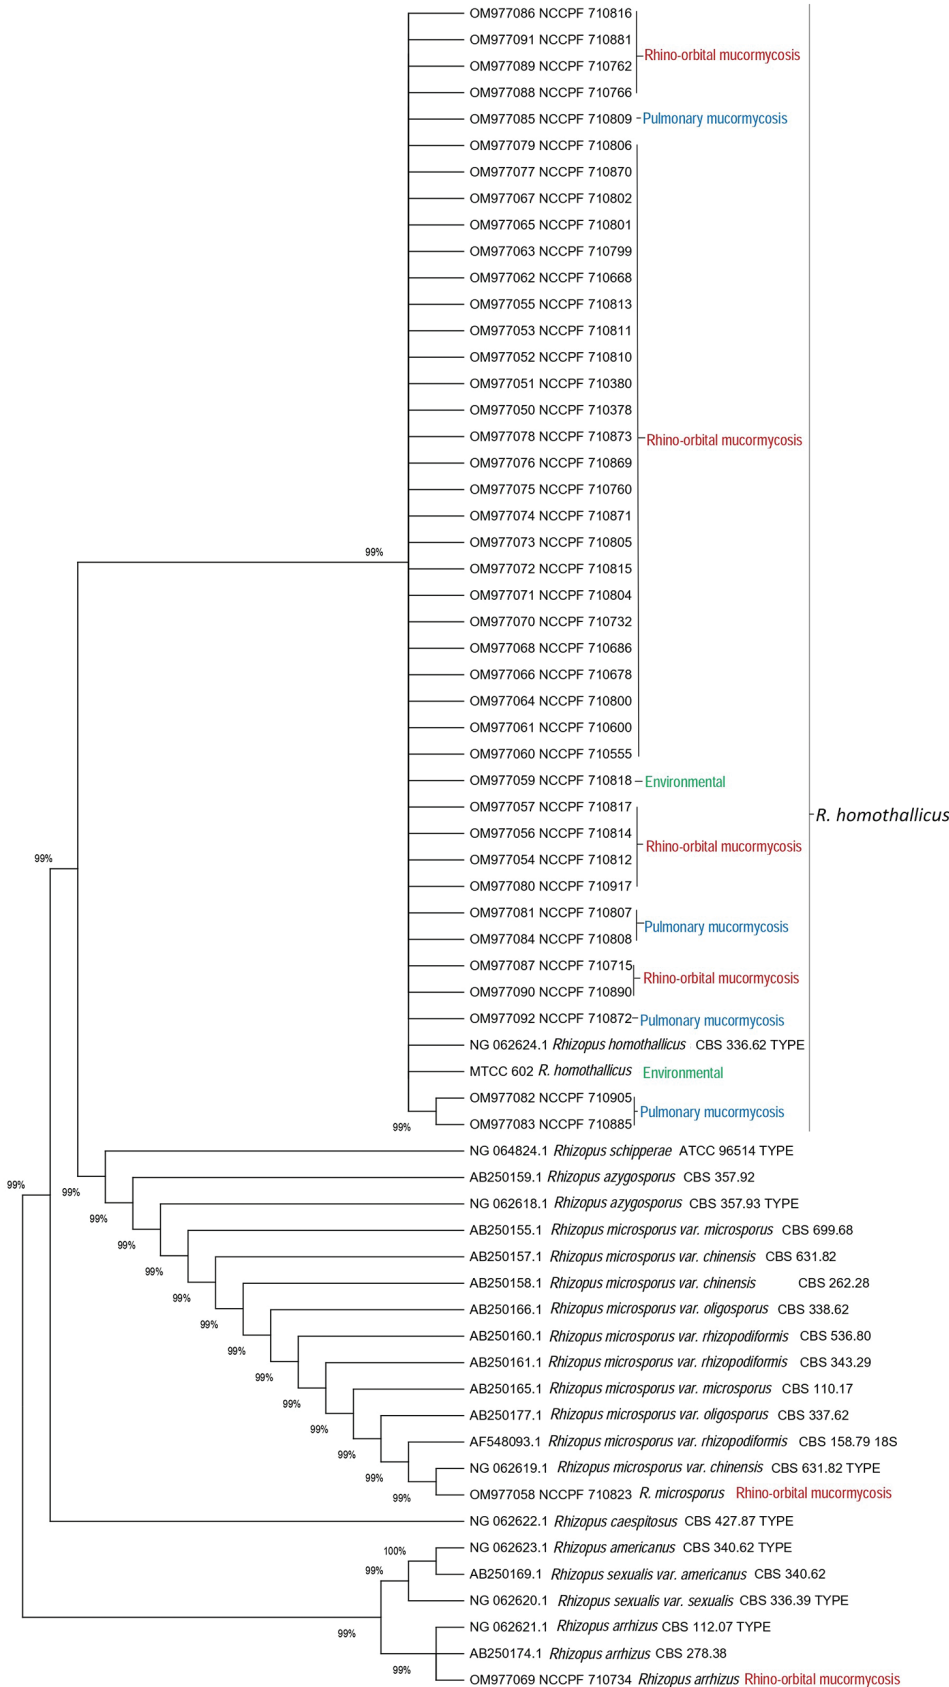 OM977086 NCCPF 710816
OM977091 NCCPF 710881
Rhino-orbital mucormycosis
OM977089 NCCPF 710762
OM977088 NCCPF 710766
OM977085 NCCPF 710809 Pulmonary mucormycosis
OM977079 NCCPF 710806
OM977077 NCCPF 710870
OM977067 NCCPF 710802
OM977065 NCCPF 710801
OM977063 NCCPF 710799
OM977062 NCCPF 710668
OM977055 NCCPF 710813
OM977053 NCCPF 710811
OM977052 NCCPF 710810
OM977051 NCCPF 710380
OM977050 NCCPF 710378
OM977078 NCCPF 710873 Rhino-orbital mucormycosis
OM977076 NCCPF 710869
OM977075 NCCPF 710760
OM977074 NCCPF 710871
OM977073 NCCPF 710805
99%
OM977072 NCCPF 710815
OM977071 NCCPF 710804
OM977070 NCCPF 710732
OM977068 NCCPF 710686
OM977066 NCCPF 710678
OM977064 NCCPF 710800
OM977061 NCCPF 710600
OM977060 NCCPF 710555
OM977059 NCCPF 710818 Environmental
OM977057 NCCPF 710817
R. homothallicus
OM977056 NCCPF 710814
Rhino-orbital mucormycosis
99%
OM977054 NCCPF 710812
OM977080 NCCPF 710917
OM977081 NCCPF 710807
Pulmonary mucormycosis
OM977084 NCCPF 710808
OM977087 NCCPF 710715
Rhino-orbital mucormycosis
OM977090 NCCPF 710890
OM977092 NCCPF 710872 Pulmonary mucormycosis
NG 062624.1 Rhizopus homothallicus CBS 336.62 TYPE
MTCC 602 R. homothallicus Environmental
OM977082 NCCPF 710905
Pulmonary mucormycosis
OM977083 NCCPF 710885
99%
NG 064824.1 Rhizopus schipperae ATCC 96514 TYPE
AB250159.1 Rhizopus azygosporus CBS 357.92
99%
99%
NG 062618.1 Rhizopus azygosporus CBS 357.93 TYPE
99%
AB250155.1 Rhizopus microsporus var. microsporus CBS 699.68
99%
AB250157.1 Rhizopus microsporus var. chinensis CBS 631.82
99%
AB250158.1 Rhizopus microsporus var. chinensis CBS 262.28
99%
AB250166.1 Rhizopus microsporus var. oligosporus CBS 338.62
99%
AB250160.1 Rhizopus microsporus var. rhizopodiformis CBS 536.80
99%
AB250161.1 Rhizopus microsporus var. rhizopodiformis CBS 343.29
99%
AB250165.1 Rhizopus microsporus var. microsporus CBS 110.17
99%
AB250177.1 Rhizopus microsporus var. oligosporus CBS 337.62
99%
AF548093.1 Rhizopus microsporus var. rhizopodiformis CBS 158.79 18S
99%
NG 062619.1 Rhizopus microsporus var. chinensis CBS 631.82 TYPE
99%
OM977058 NCCPF 710823 R. microsporus Rhino-orbital mucormycosis
99%
NG 062622.1 Rhizopus caespitosus CBS 427.87 TYPE
NG 062623.1 Rhizopus americanus CBS 340.62 TYPE
100%
AB250169.1 Rhizopus sexualis var. americanus CBS 340.62
99%
NG 062620.1 Rhizopus sexualis var. sexualis CBS 336.39 TYPE
NG 062621.1 Rhizopus arrhizus CBS 112.07 TYPE
99%
AB250174.1 Rhizopus arrhizus CBS 278.38
99%
OM977069 NCCPF 710734 Rhizopus arrhizus Rhino-orbital mucormycosis